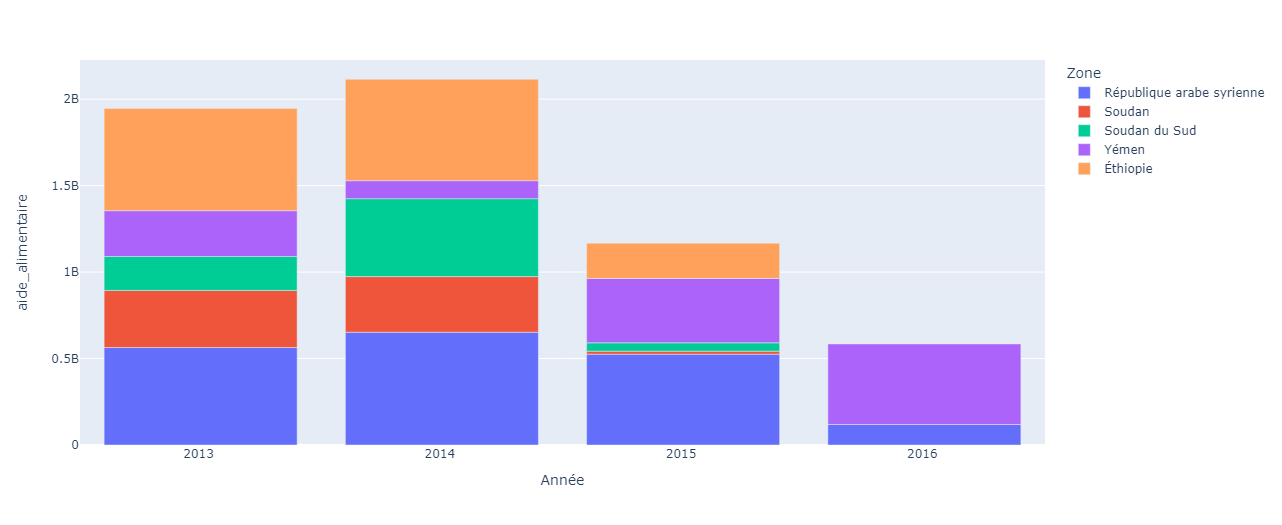 Zone
République arabe syrienne
Soudan
Soudan du Sud
Yémen
Éthiopie
aide_alimentaire
2B
1.5B
1B
0.5B
0
2013
2014
2015
2016
Année